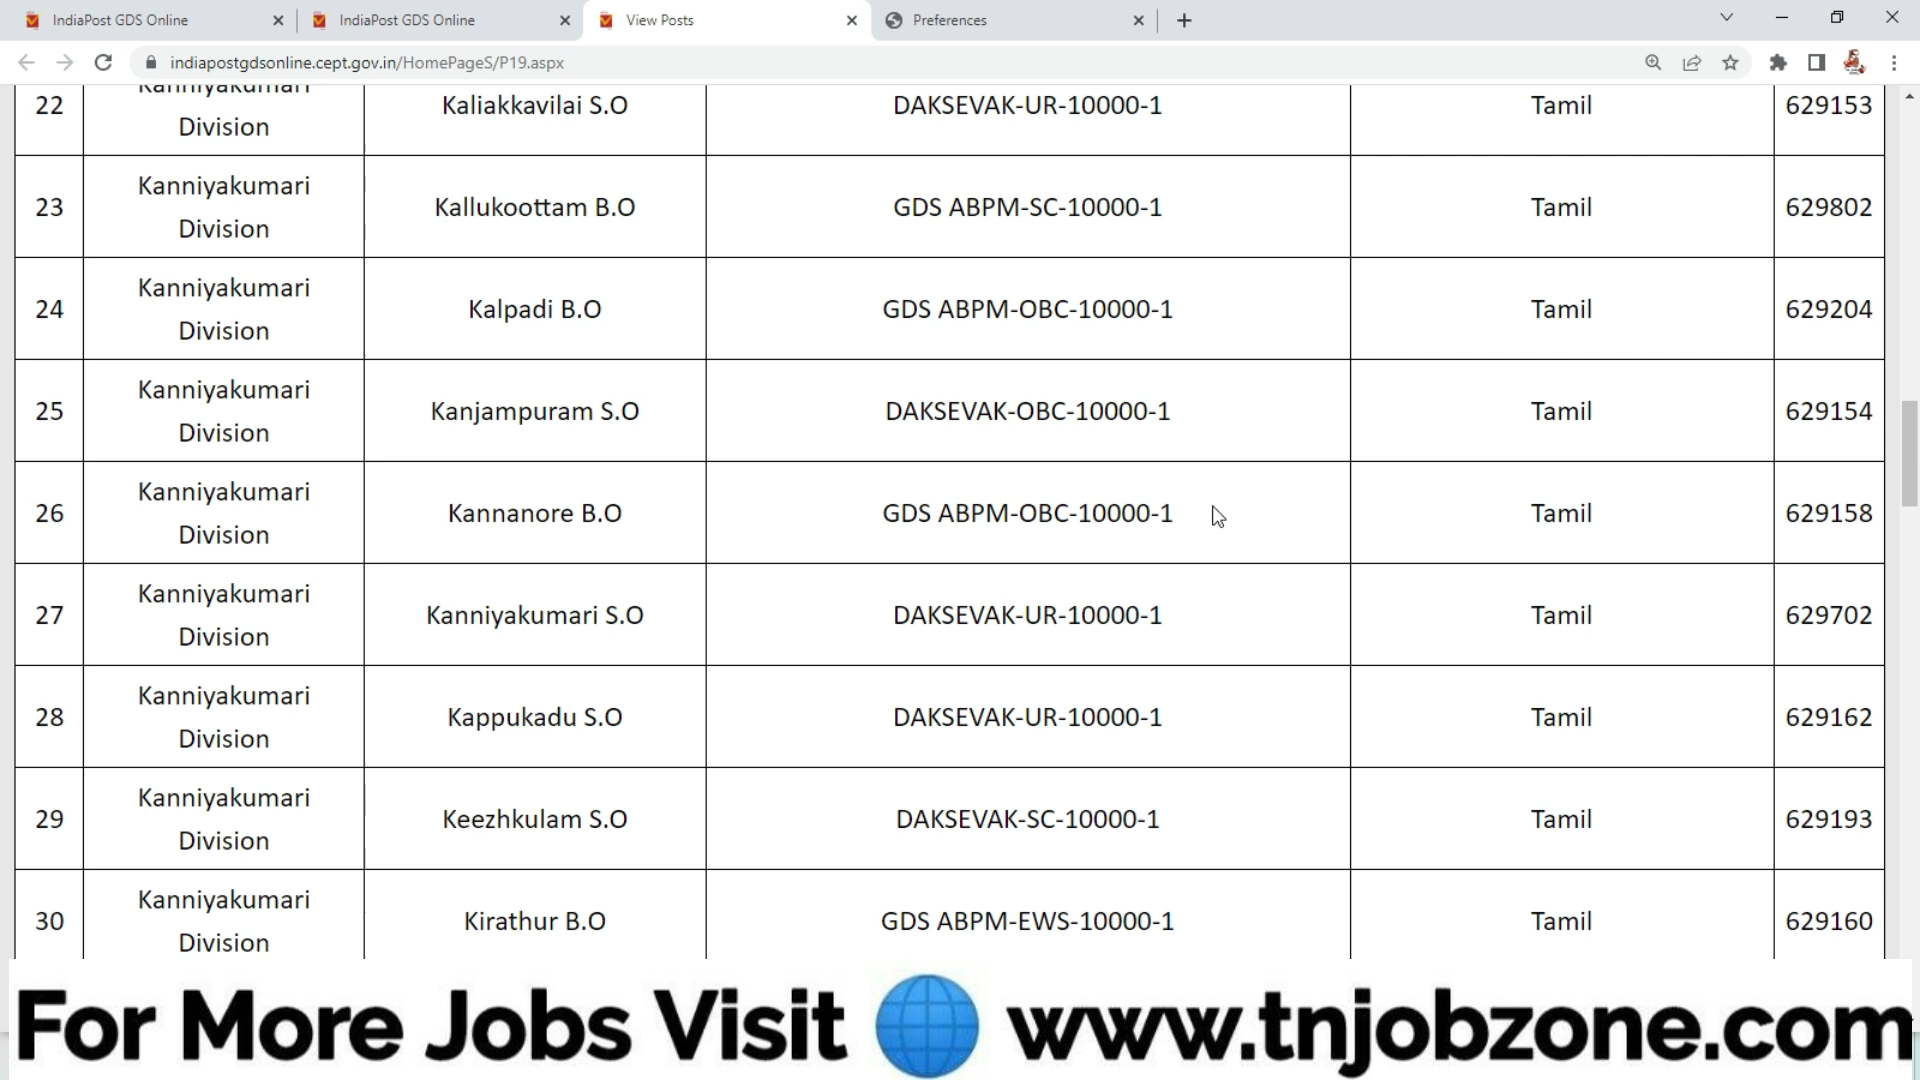 IndiaPost GDS Online
IndiaPost GDS Online
View Posts
Preferences
indiapostgdsonline.cept.gov.in/HomePageS/P19.aspx
22 Kanniyakumari Division Kaliakkavilai S.O DAKSEVAK-UR-10000-1 Tamil 629153
23 Kanniyakumari Division Kallukoottam B.O GDS ABPM-SC-10000-1 Tamil 629802
24 Kanniyakumari Division Kalpadi B.O GDS ABPM-OBC-10000-1 Tamil 629204
25 Kanniyakumari Division Kanjampuram S.O DAKSEVAK-OBC-10000-1 Tamil 629154
26 Kanniyakumari Division Kannanore B.O GDS ABPM-OBC-10000-1 Tamil 629158
27 Kanniyakumari Division Kanniyakumari S.O DAKSEVAK-UR-10000-1 Tamil 629702
28 Kanniyakumari Division Kappukadu S.O DAKSEVAK-UR-10000-1 Tamil 629162
29 Kanniyakumari Division Keezhkulam S.O DAKSEVAK-SC-10000-1 Tamil 629193
30 Kanniyakumari Division Kirathur B.O GDS ABPM-EWS-10000-1 Tamil 629160
For More Jobs Visit www.tnjobzone.com